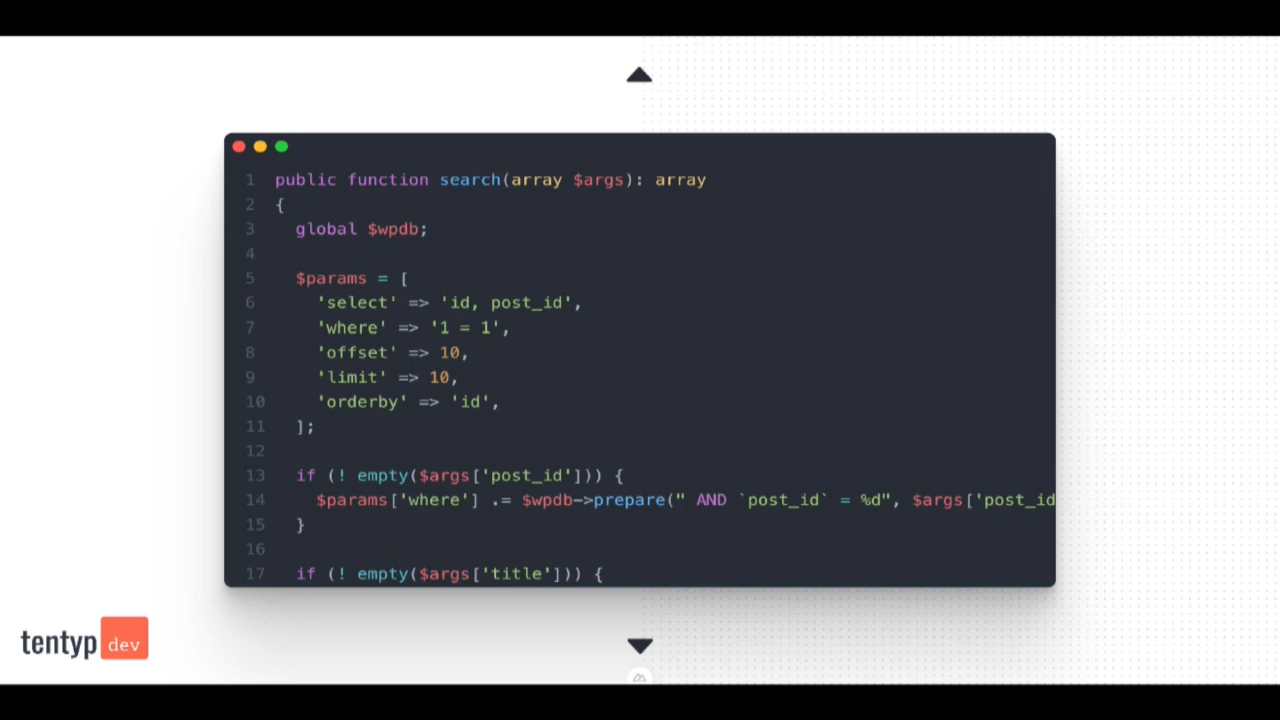 1 public function search(array $args): array
2 {
3 global $wpdb;
4
5 $params = [
6 'select' => 'id, post_id',
7 'where' => '1 = 1',
8 'offset' => 10,
9 'limit' => 10,
10 'orderby' => 'id',
11 ];
12
13 if (! empty($args['post_id'])) {
14 $params['where'] .= $wpdb->prepare(" AND `post_id` = %d", $args['post_id
15 }
16
17 if (! empty($args['title'])) {
tentyp dev